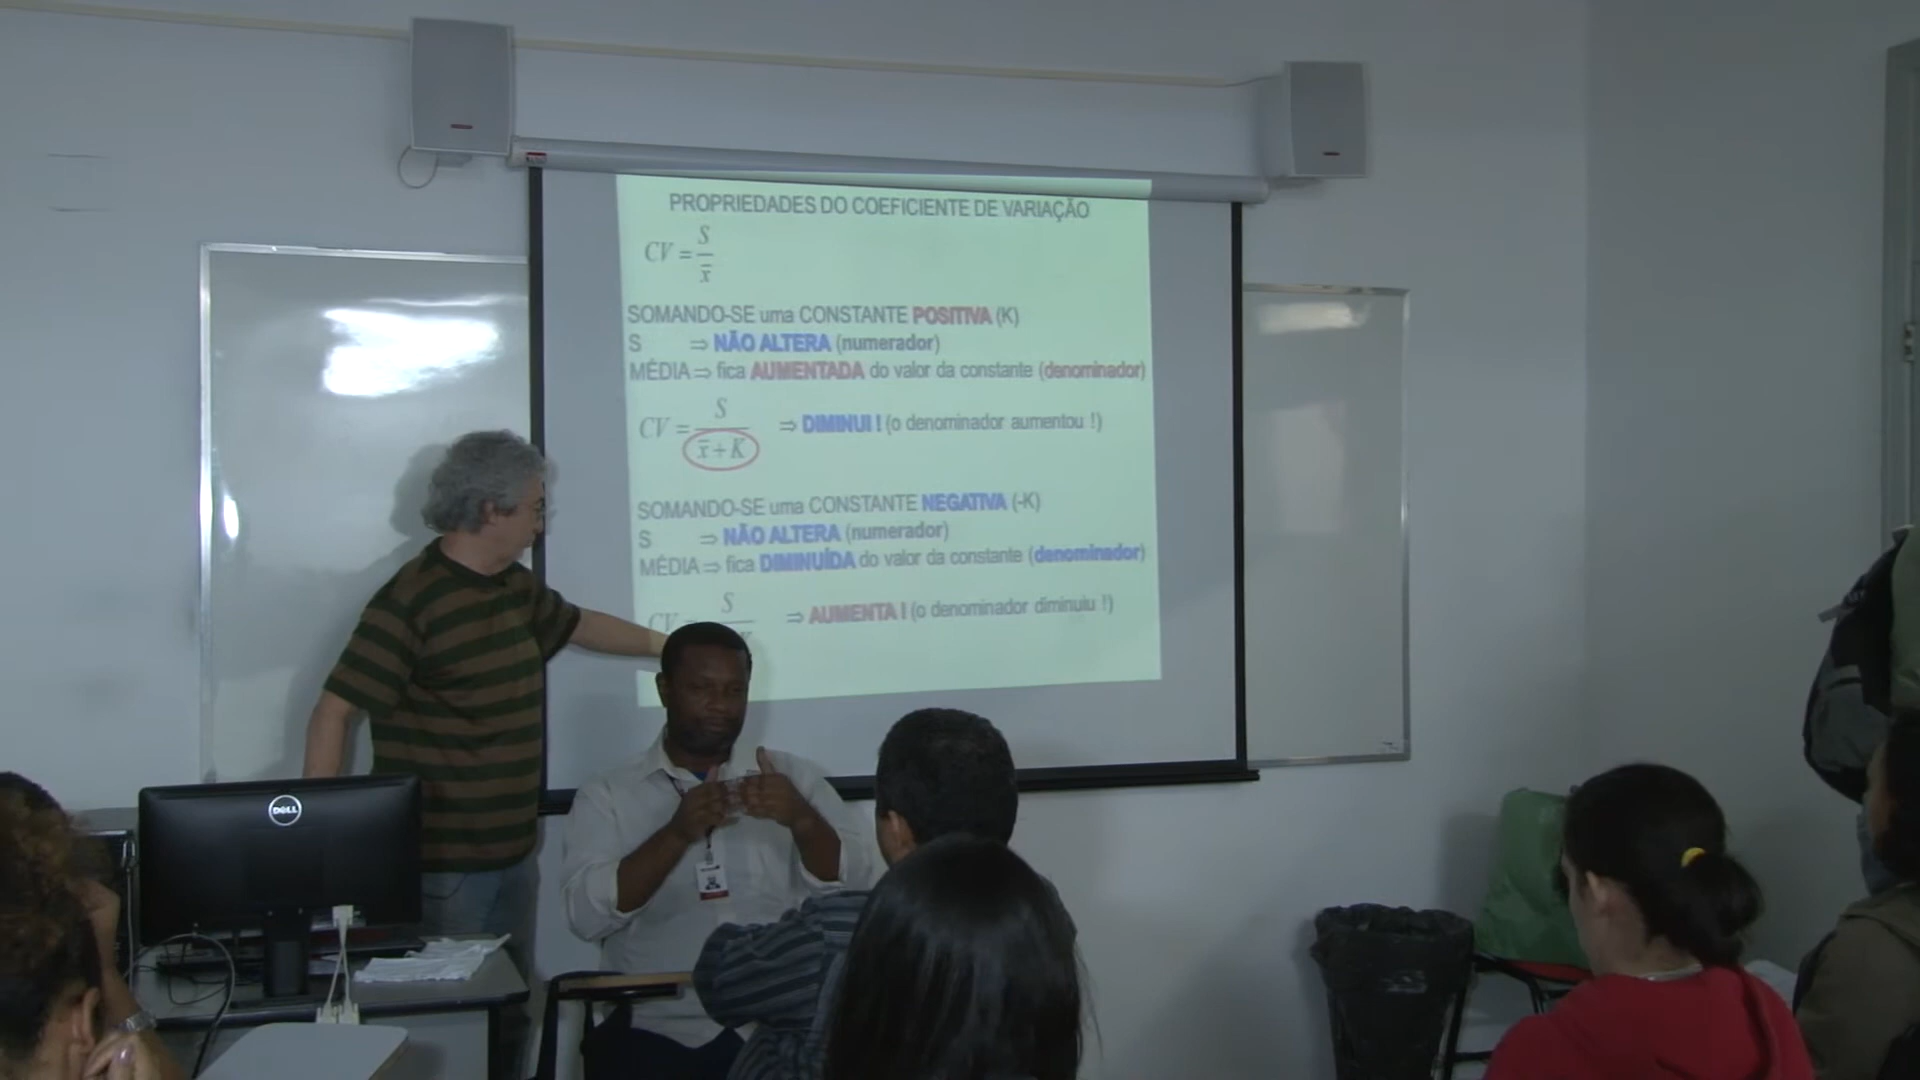 PROPRIEDADES DO COEFICIENTE DE VARIAÇÃO
CV = S / x̄
SOMANDO-SE uma CONSTANTE POSITIVA (K)
S ⇒ NÃO ALTERA (numerador)
MÉDIA ⇒ fica AUMENTADA do valor da constante (denominador)
CV = S / x̄ + K ⇒ DIMINUI ! (o denominador aumentou !)
SOMANDO-SE uma CONSTANTE NEGATIVA (-K)
S ⇒ NÃO ALTERA (numerador)
MÉDIA ⇒ fica DIMINUÍDA do valor da constante (denominador)
CV = S / K ⇒ AUMENTA ! (o denominador diminuiu !)
DELL